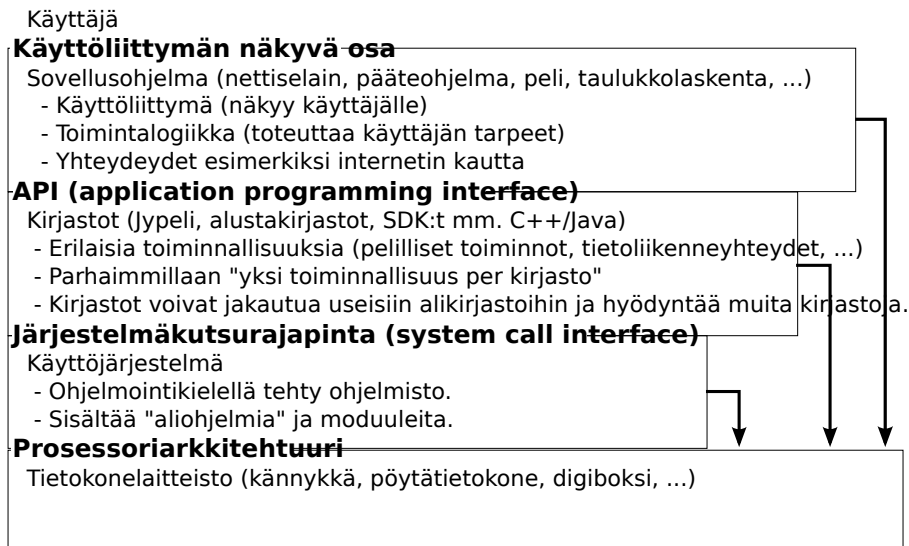 Käyttäjä
Käyttöliittymän näkyvä osa
Sovellusohjelma (nettiselain, pääteohjelma, peli, taulukkolaskenta, ...)
- Käyttöliittymä (näkyy käyttäjälle)
- Toimintalogiikka (toteuttaa käyttäjän tarpeet)
- Yhteydeydet esimerkiksi internetin kautta
API (application programming interface)
Kirjastot (Jypeli, alustakirjastot, SDK:t mm. C++/Java)
- Erilaisia toiminnallisuuksia (pelilliset toiminnot, tietoliikenneyhteydet, ...)
- Parhaimmillaan "yksi toiminnallisuus per kirjasto"
- Kirjastot voivat jakautua useisiin alikirjastoihin ja hyödyntää muita kirjastoja.
Järjestelmäkutsurajapinta (system call interface)
Käyttöjärjestelmä
- Ohjelmointikielellä tehty ohjelmisto.
- Sisältää "aliohjelmia" ja moduuleita.
Prosessoriarkkitehtuuri
Tietokonelaitteisto (kännykkä, pöytätietokone, digiboksi, ...)